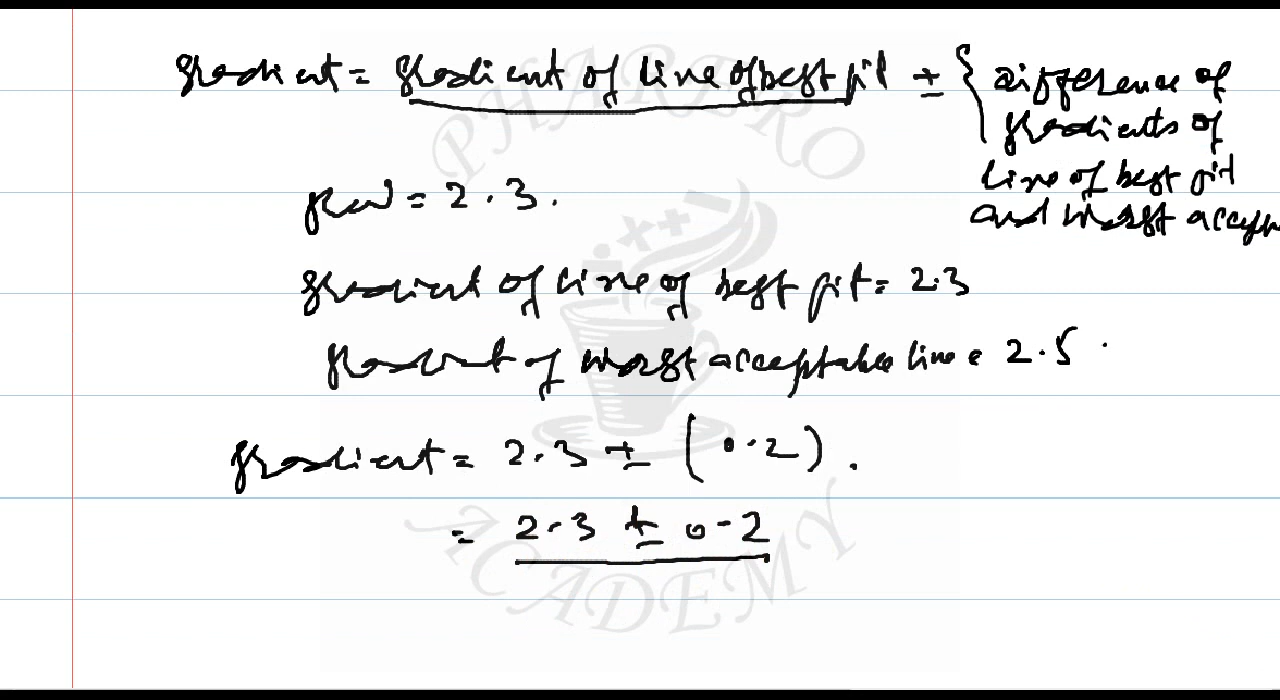 gradient = gradient of line of best fit ± { difference of
gradients of
line of best fit
and worst accep
grad = 2.3.
gradient of line of best fit = 2.3
gradient of worst acceptable line = 2.5
gradient = 2.3 ± (0.2).
= 2.3 ± 0.2
PHARTRO
ACADEMY